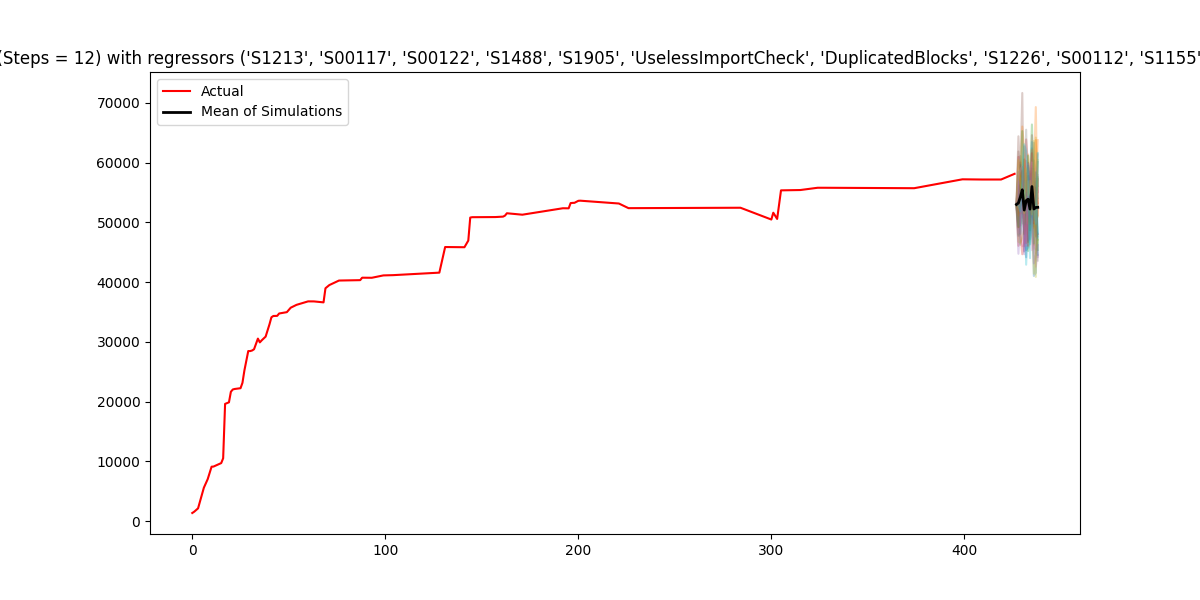 (Steps = 12) with regressors ('S1213', 'S00117', 'S00122', 'S1488', 'S1905', 'UselessImportCheck', 'DuplicatedBlocks', 'S1226', 'S00112', 'S1155'
Actual
Mean of Simulations
70000
60000
50000
40000
30000
20000
10000
0
0 100 200 300 400